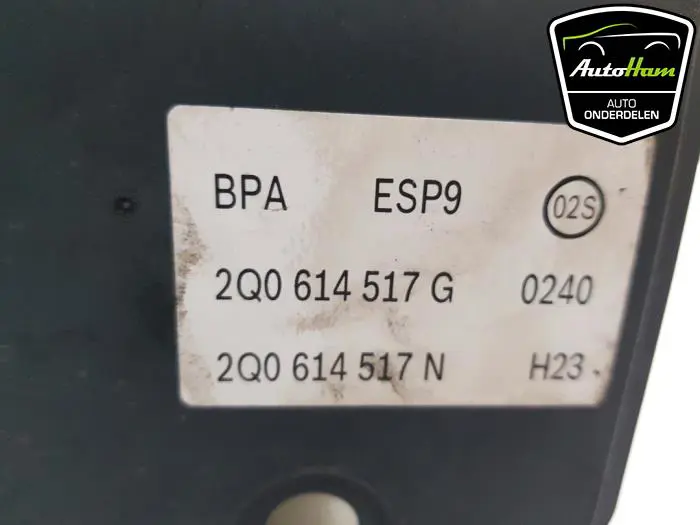 AutoHam
AUTO
ONDERDELEN
BPA ESP9 02S
2Q0 614 517 G 0240
2Q0 614 517 N H23